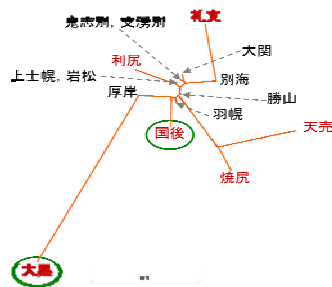 鬼志別，支湧別
礼文
大関
利尻
上士幌，岩松
別海
厚岸
勝山
羽幌
国後
天売
焼尻
大黒